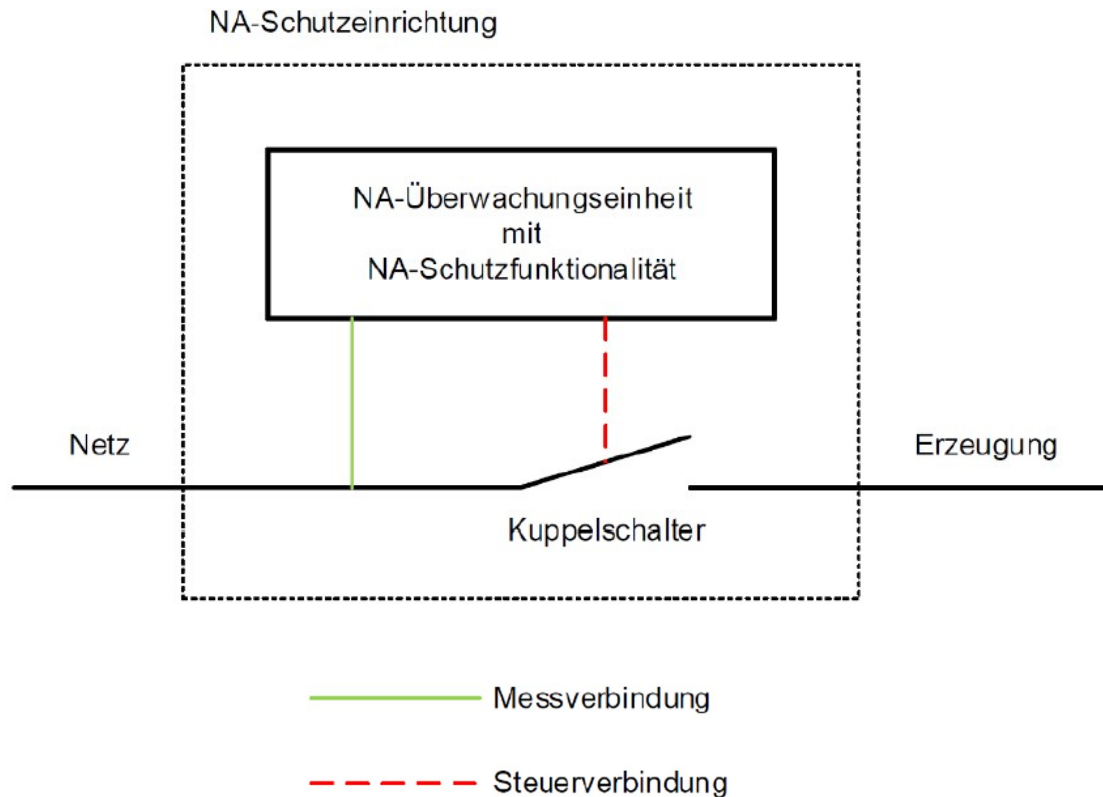 NA-Schutzeinrichtung
NA-Überwachungseinheit
mit
NA-Schutzfunktionalität
Netz
Erzeugung
Kuppelschalter
Messverbindung
Steuerverbindung